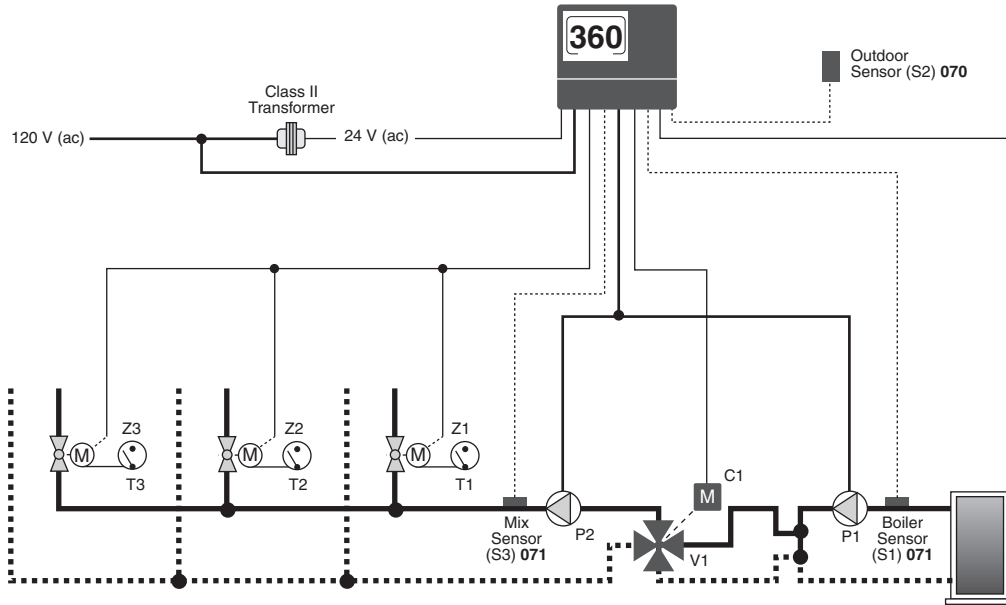 360
Outdoor
Sensor (S2) 070
Class II
Transformer
120 V (ac)
24 V (ac)
Z3
M
T3
Z2
M
T2
Z1
M
T1
Mix
Sensor
(S3) 071
P2
M
C1
V1
P1
Boiler
Sensor
(S1) 071